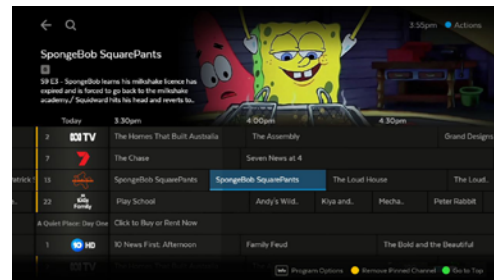 3:55pm Actions
SpongeBob SquarePants
S9 E3 - SpongeBob learns his milkshake licence has
expired and is forced to go back to the milkshake
academy./ Squidward hits his head and reverts to..
Today 3.30pm 4.00pm 4.30pm
2 TV The Homes That Built Australia The Assembly Grand Designs
7 7 The Chase Seven News at 4
Patrick 13 SpongeBob SquarePants SpongeBob SquarePants The Loud House The Loud..
22 Kids Family Play School Andy's Wild.. Kiya and.. Mecha.. Peter Rabbit
A Quiet Place: Day One Click to Buy or Rent Now
1 10 HD 10 News First: Afternoon Family Feud The Bold and the Beautiful
Program Options Remove Pinned Channel Go to Top